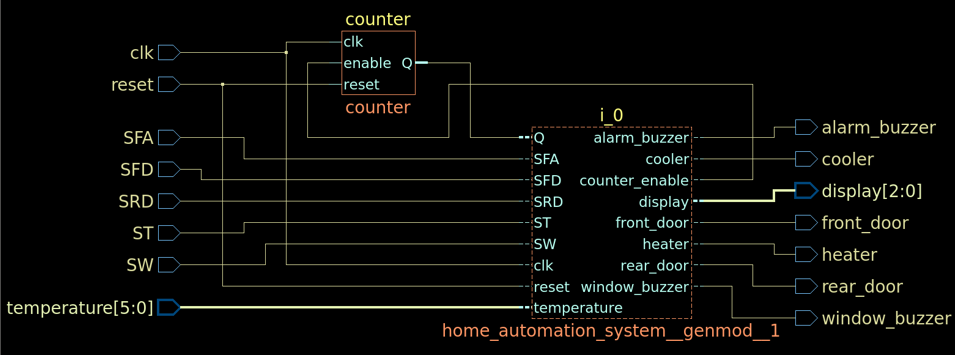 counter
clk
clk
enable Q
reset
reset
counter
i_0
SFA
Q
alarm_buzzer
alarm_buzzer
SFA
cooler
cooler
SFD
SFD
counter_enable
display[2:0]
SRD
SRD
display
ST
ST
front_door
front_door
SW
SW
heater
heater
clk
rear_door
rear_door
reset
window_buzzer
temperature[5:0]
temperature
window_buzzer
home_automation_system__genmod__1